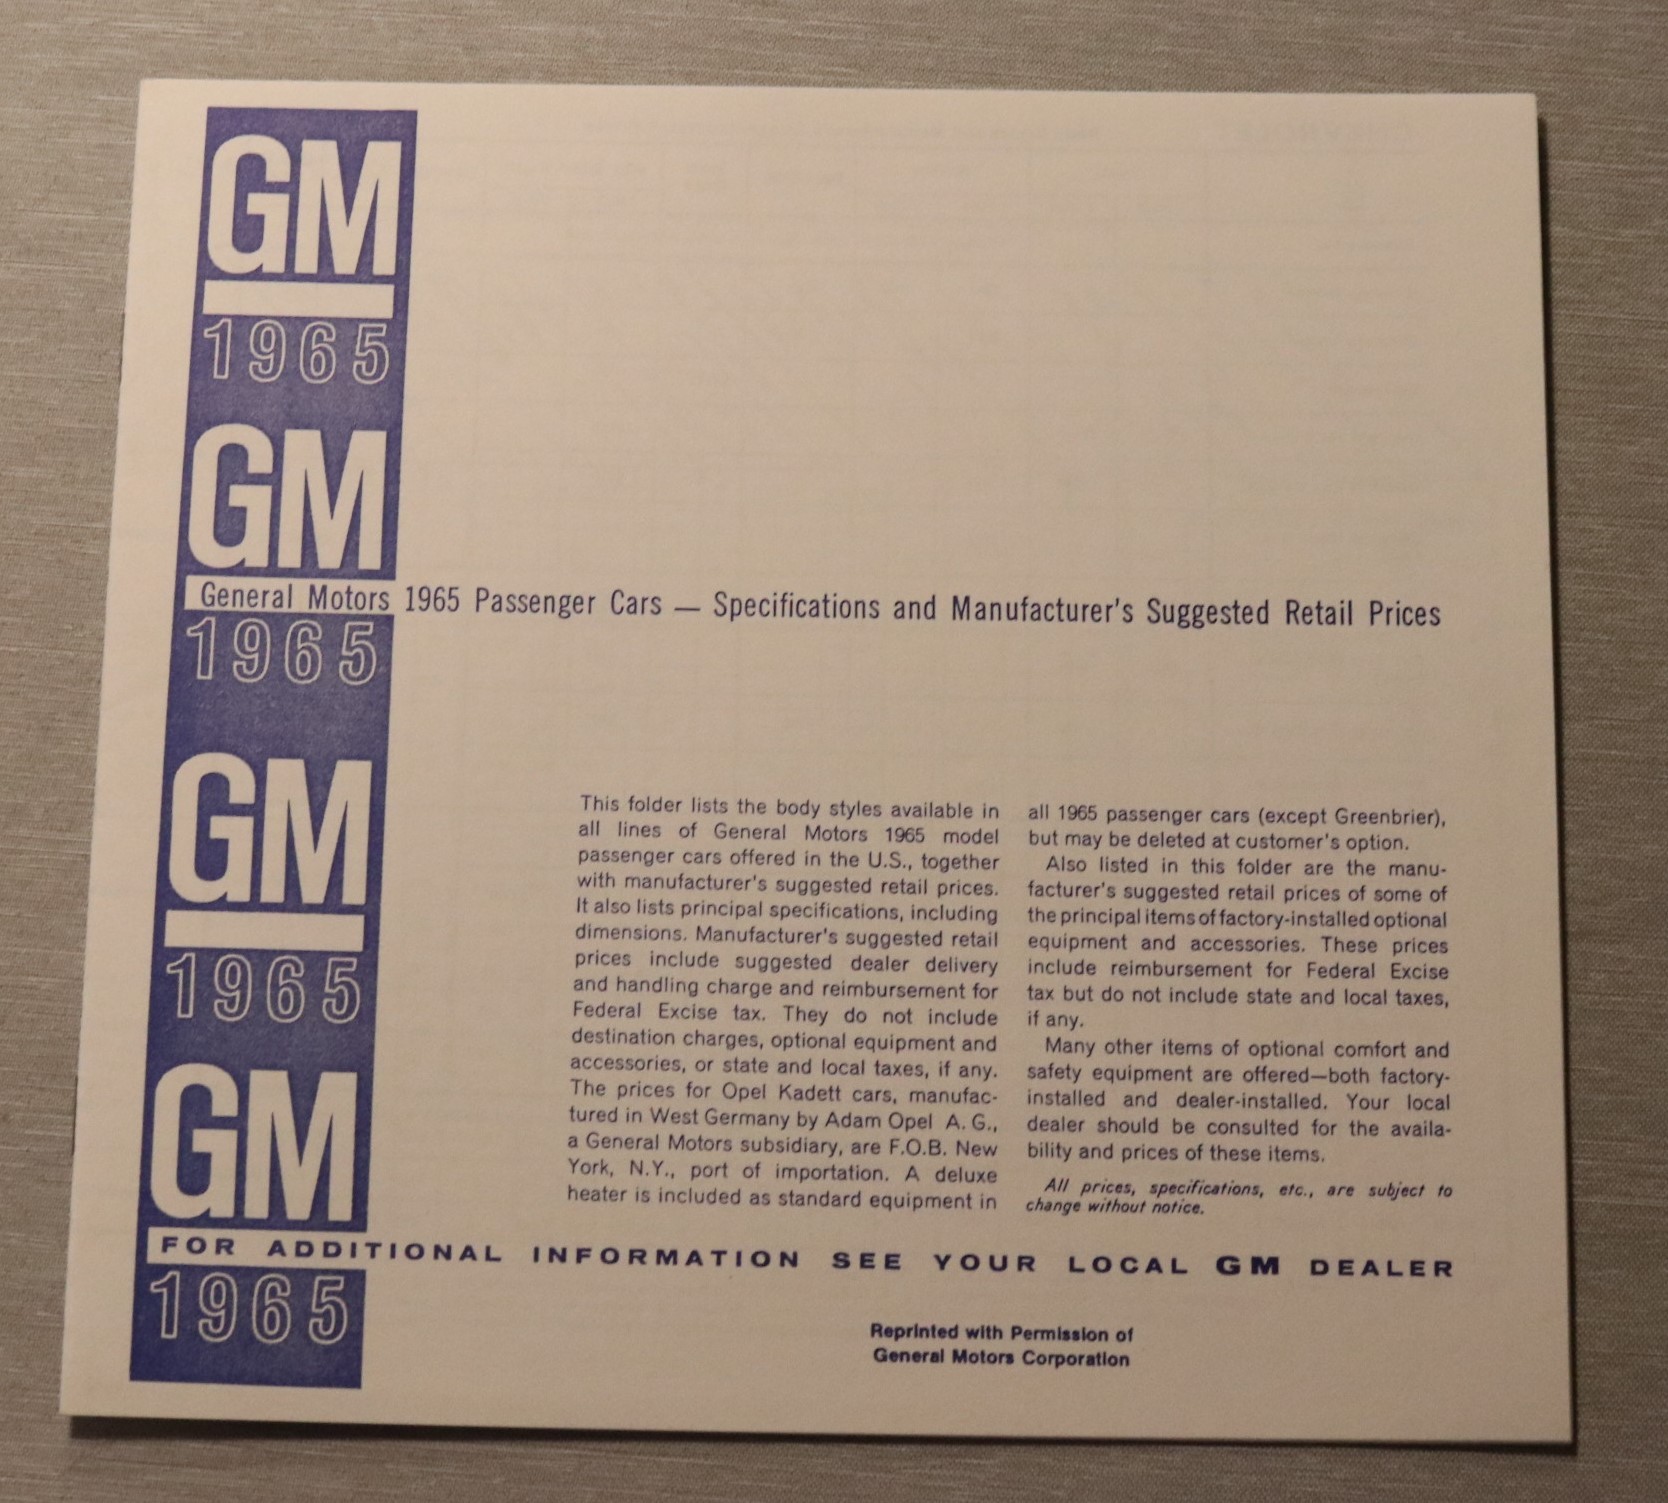 GM
1965
GM
General Motors 1965 Passenger Cars — Specifications and Manufacturer's Suggested Retail Prices
1965
GM
1965
GM
This folder lists the body styles available in
all lines of General Motors 1965 model
passenger cars offered in the U.S., together
with manufacturer's suggested retail prices.
It also lists principal specifications, including
dimensions. Manufacturer's suggested retail
prices include suggested dealer delivery
and handling charge and reimbursement for
Federal Excise tax. They do not include
destination charges, optional equipment and
accessories, or state and local taxes, if any.
The prices for Opel Kadett cars, manufac-
tured in West Germany by Adam Opel A. G.,
a General Motors subsidiary, are F.O.B. New
York, N.Y., port of importation. A deluxe
heater is included as standard equipment in
all 1965 passenger cars (except Greenbrier),
but may be deleted at customer's option.
Also listed in this folder are the manu-
facturer's suggested retail prices of some of
the principal items of factory-installed optional
equipment and accessories. These prices
include reimbursement for Federal Excise
tax but do not include state and local taxes,
if any.
Many other items of optional comfort and
safety equipment are offered—both factory-
installed and dealer-installed. Your local
dealer should be consulted for the availa-
bility and prices of these items.
All prices, specifications, etc., are subject to
change without notice.
FOR ADDITIONAL INFORMATION SEE YOUR LOCAL GM DEALER
1965
Reprinted with Permission of
General Motors Corporation